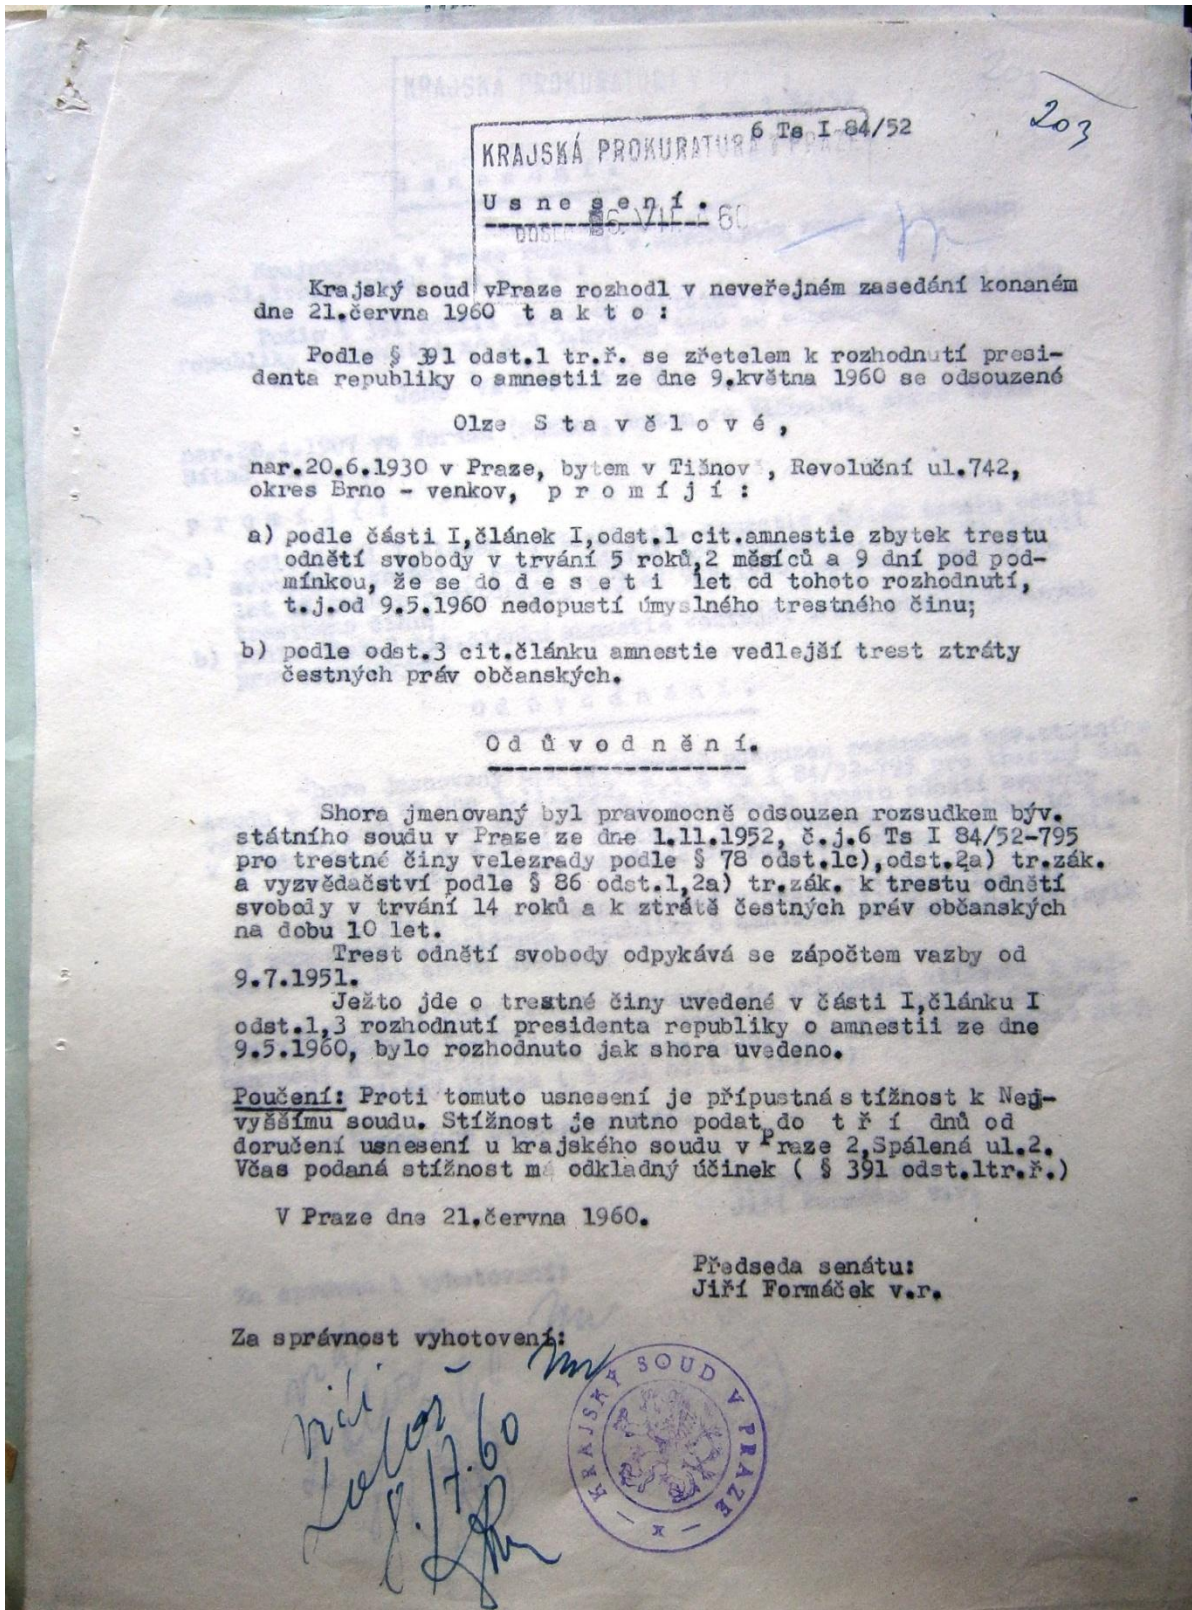 203
6 Ts I 84/52
KRAJSKÁ PROKURATURA V PRAZE
Usnesení.
Krajský soud vPraze rozhodl v neveřejném zasedání konaném
dne 21.června 1960 t a k t o :
Podle § 391 odst.1 tr.ř. se zřetelem k rozhodnutí presi-
denta republiky o amnestii ze dne 9.května 1960 se odsouzené
Olze S t a v ě l o v é ,
nar.20.6.1930 v Praze, bytem v Tišnově, Revoluční ul.742,
okres Brno - venkov, p r o m í j í :
a) podle části I,článek I,odst.1 cit.amnestie zbytek trestu
odnětí svobody v trvání 5 roků,2 měsíců a 9 dní pod pod-
mínkou, že se do d e s e t i let od tohoto rozhodnutí,
t.j.od 9.5.1960 nedopustí úmyslného trestného činu;
b) podle odst.3 cit.článku amnestie vedlejší trest ztráty
čestných práv občanských.
O d ů v o d n ě n í.
Shora jmenovaný byl pravomocně odsouzen rozsudkem býv.
státního soudu v Praze ze dne 1.11.1952, č.j.6 Ts I 84/52-795
pro trestné činy velezrady podle § 78 odst.1c),odst.2a) tr.zák.
a vyzvědačství podle § 86 odst.1,2a) tr.zák. k trestu odnětí
svobody v trvání 14 roků a k ztrátě čestných práv občanských
na dobu 10 let.
Trest odnětí svobody odpykává se zápočtem vazby od
9.7.1951.
Ježto jde o trestné činy uvedené v části I,článku I
odst.1,3 rozhodnutí presidenta republiky o amnestii ze dne
9.5.1960, bylo rozhodnuto jak shora uvedeno.
Poučení: Proti tomuto usnesení je přípustná stížnost k Nej-
vyššímu soudu. Stížnost je nutno podat do t ř í dnů od
doručení usnesení u krajského soudu v Praze 2,Spálená ul.2.
Včas podaná stížnost má odkladný účinek ( § 391 odst.1tr.ř.)
V Praze dne 21.června 1960.
Předseda senátu:
Jiří Formáček v.r.
Za správnost vyhotovení:
KRAJSKÝ SOUD V PRAZE